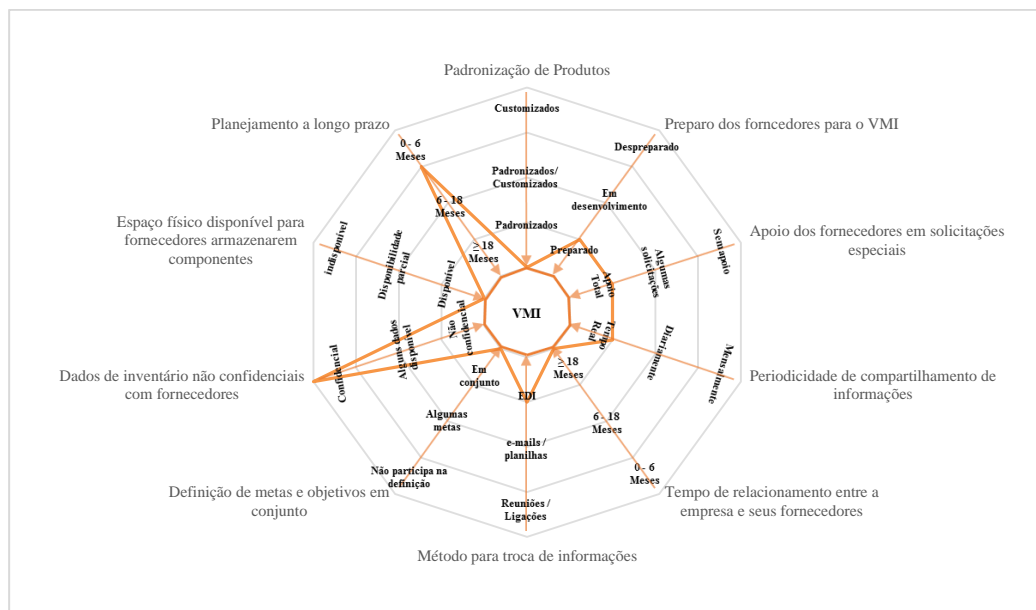 Padronização de Produtos
Customizados
Padronizados/
Customizados
Padronizados
Preparo dos forncedores para o VMI
Despreparado
Em
desenvolvimento
Preparado
Apoio dos fornecedores em solicitações
especiais
Sem apoio
Algumas
solicitações
Apoio
Total
Periodicidade de compartilhamento de
informações
Mensalmente
Diariamente
Tempo
Real
Tempo de relacionamento entre a
empresa e seus fornecedores
0 - 6
Meses
6 - 18
Meses
≥ 18
Meses
Método para troca de informações
Reuniões /
Ligações
e-mails /
planilhas
EDI
Definição de metas e objetivos em
conjunto
Não participa na
definição
Algumas
metas
Em
conjunto
Dados de inventário não confidenciais
com fornecedores
Confidencial
Alguns dados
disponível
Não
confidencial
Espaço físico disponível para
fornecedores armazenarem
componentes
indisponível
Disponibilidade
parcial
Disponível
Planejamento a longo prazo
0 - 6
Meses
6 - 18
Meses
≥ 18
Meses
VMI